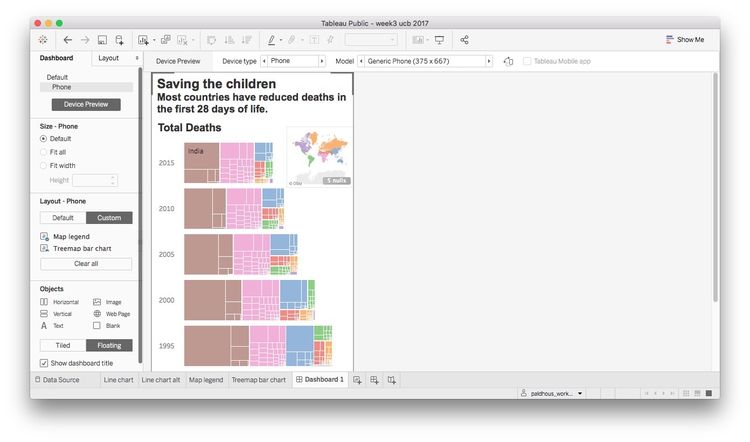 Tableau Public - week3 ucb 2017
Show Me
Dashboard
Layout
Device Preview
Device type
Phone
Model
Generic Phone (375 x 667)
Tableau Mobile app
Default
Phone
Device Preview
Size - Phone
Default
Fit all
Fit width
Height
Layout - Phone
Default
Custom
Map legend
Treemap bar chart
Clear all
Objects
Horizontal
Image
Vertical
Web Page
Text
Blank
Tiled
Floating
Show dashboard title
Saving the children
Most countries have reduced deaths in
the first 28 days of life.
Total Deaths
2015
India
5 nulls
2010
2005
2000
1995
Data Source
Line chart
Line chart alt
Map legend
Treemap bar chart
Dashboard 1
paldhous_work...